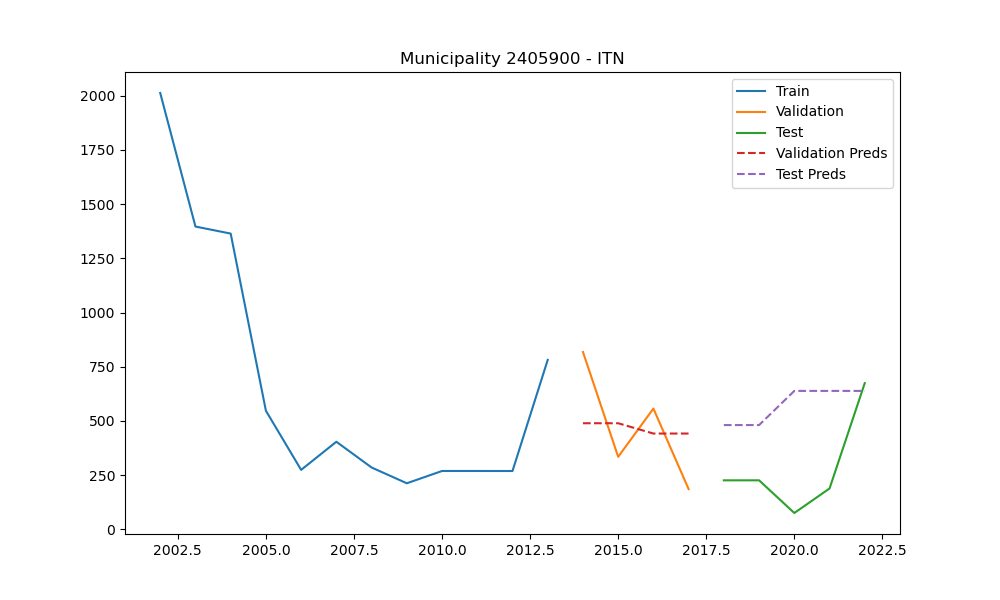 Municipality 2405900 - ITN
Train
Validation
Test
Validation Preds
Test Preds
2000
1750
1500
1250
1000
750
500
250
0
2002.5 2005.0 2007.5 2010.0 2012.5 2015.0 2017.5 2020.0 2022.5